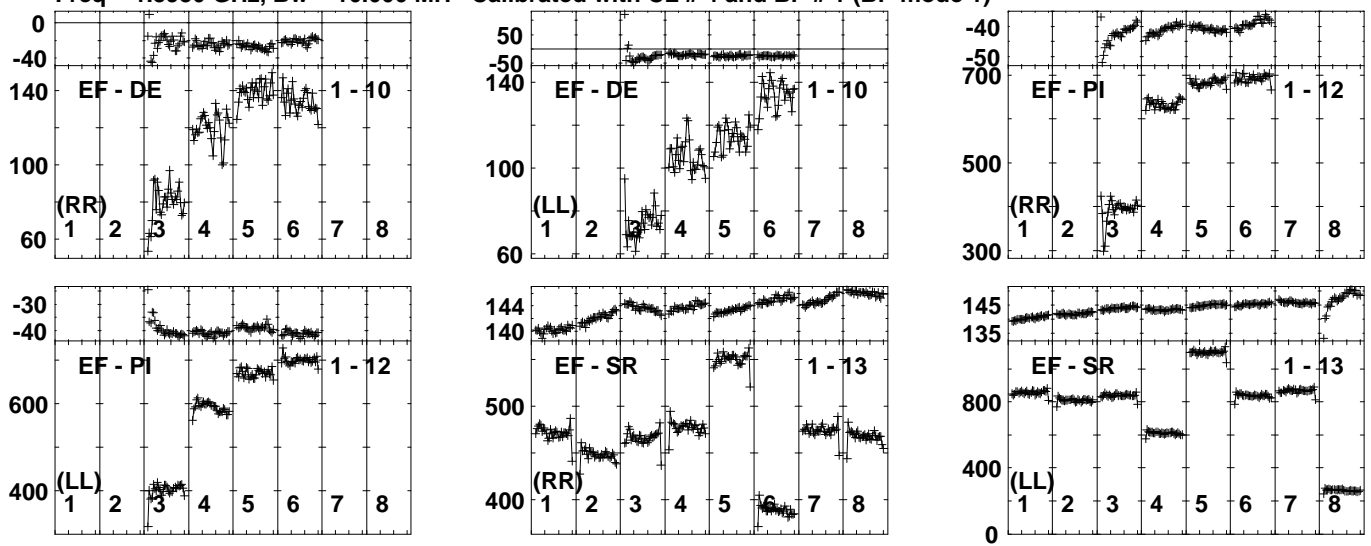 GHz, Calibrated with CL # and BP # (BP mode 1)
0
-40
EF - DE 1 - 10
140
100
60
(RR)
1 2 3 4 5 6 7 8
50
-50
EF - DE 1 - 10
140
100
60
(LL)
1 2 3 4 5 6 7 8
-40
-50
EF - PI 1 - 12
700
500
300
(RR)
1 2 3 4 5 6 7 8
-30
-40
EF - PI 1 - 12
600
400
(LL)
1 2 3 4 5 6 7 8
144
140
EF - SR 1 - 13
500
400
(RR)
1 2 3 4 5 6 7 8
145
135
EF - SR 1 - 13
800
400
0
(LL)
1 2 3 4 5 6 7 8